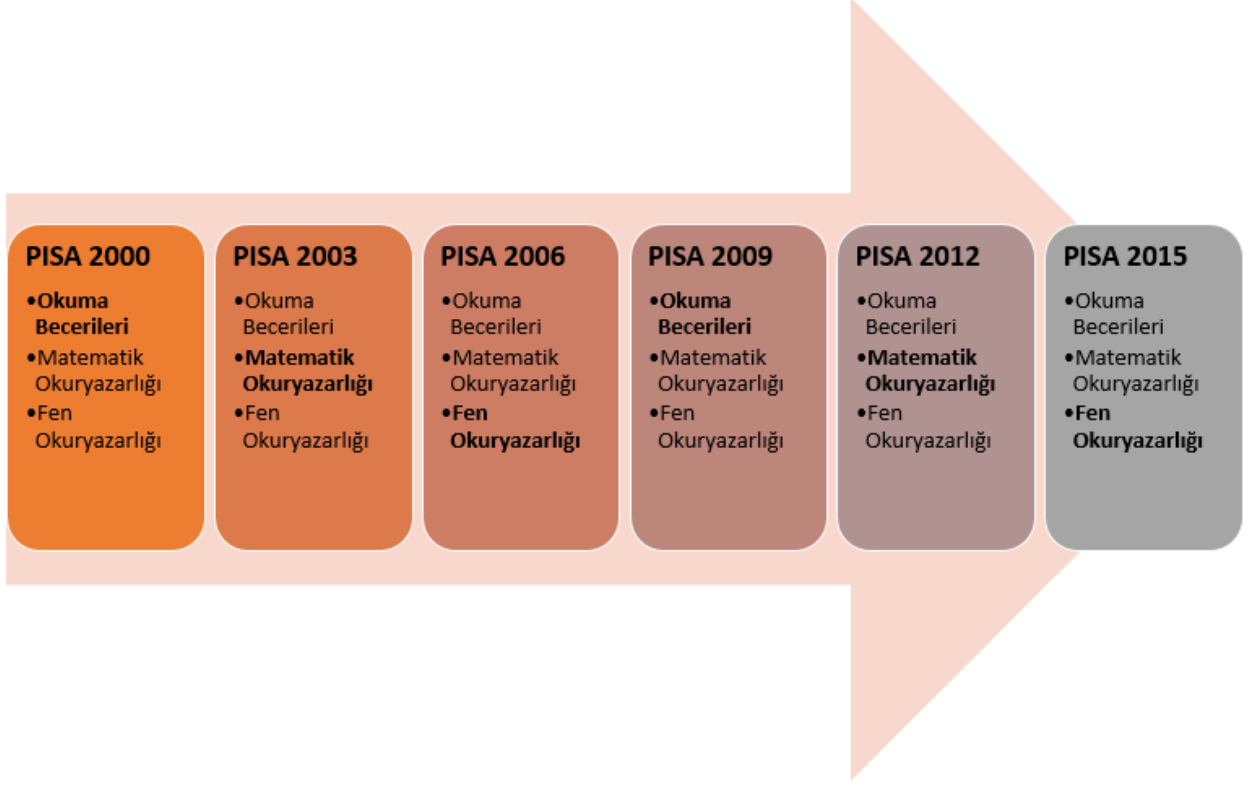 PISA 2000
•Okuma
Becerileri
•Matematik
Okuryazarlığı
•Fen
Okuryazarlığı
PISA 2003
•Okuma
Becerileri
•Matematik
Okuryazarlığı
•Fen
Okuryazarlığı
PISA 2006
•Okuma
Becerileri
•Matematik
Okuryazarlığı
•Fen
Okuryazarlığı
PISA 2009
•Okuma
Becerileri
•Matematik
Okuryazarlığı
•Fen
Okuryazarlığı
PISA 2012
•Okuma
Becerileri
•Matematik
Okuryazarlığı
•Fen
Okuryazarlığı
PISA 2015
•Okuma
Becerileri
•Matematik
Okuryazarlığı
•Fen
Okuryazarlığı